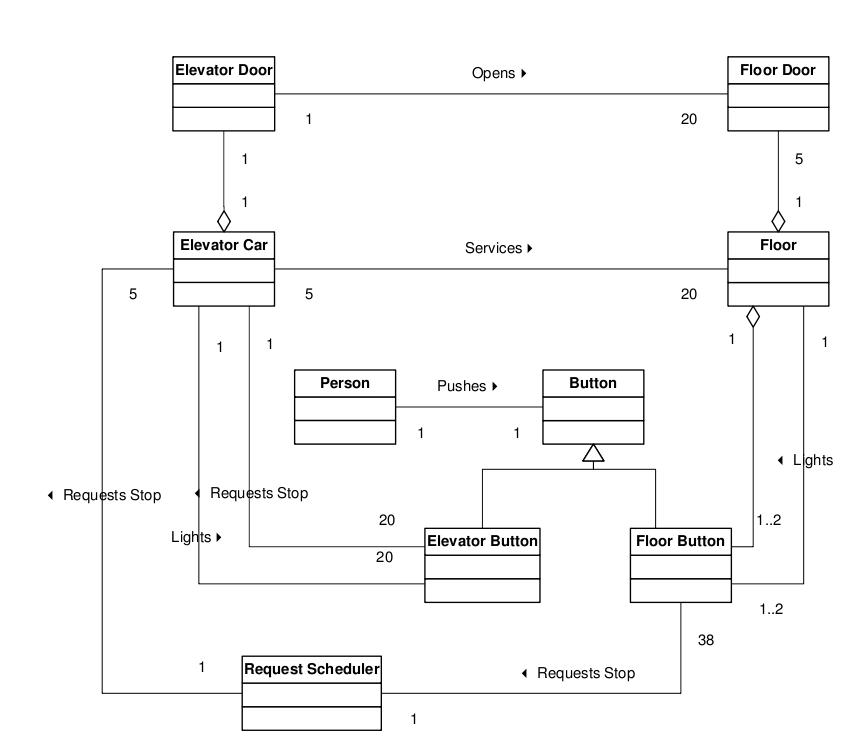 Elevator Door
Opens
Floor Door
1
20
1
5
1
1
Elevator Car
Services
Floor
5
5
20
1
1
1
1
Person
Pushes
Button
1
1
Lights
Requests Stop
Requests Stop
20
1..2
Lights
Elevator Button
Floor Button
20
1..2
38
1
Request Scheduler
Requests Stop
1